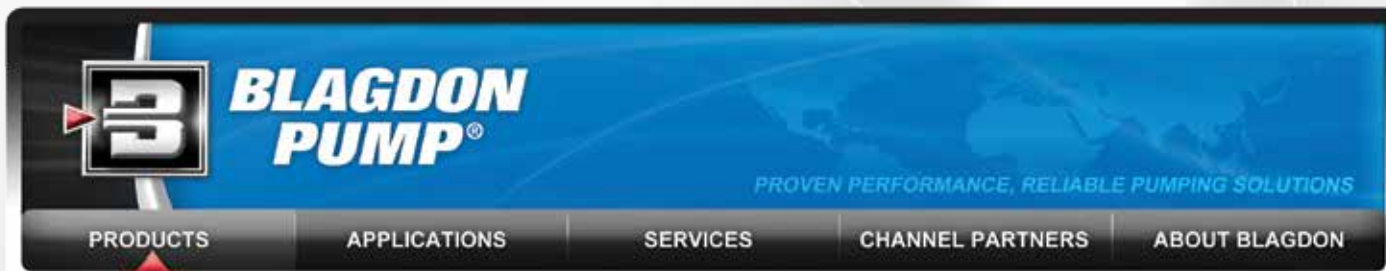 BLAGDON
PUMP®
PROVEN PERFORMANCE, RELIABLE PUMPING SOLUTIONS
PRODUCTS APPLICATIONS SERVICES CHANNEL PARTNERS ABOUT BLAGDON